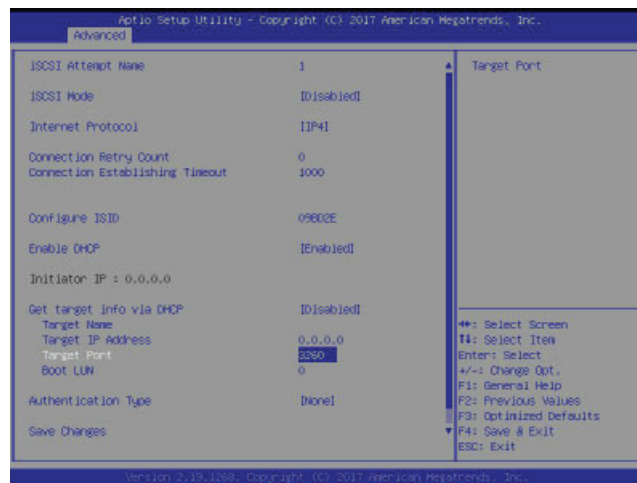 Aptio Setup Utility - Copyright (C) 2017 American Megatrends, Inc.
Advanced
iSCSI Attempt Name 1
iSCSI Mode [Disabled]
Internet Protocol [IP4]
Connection Retry Count 0
Connection Establishing Timeout 1000
Configure ISID 09BD2E
Enable DHCP [Enabled]
Initiator IP : 0.0.0.0
Get target info via DHCP [Disabled]
Target Name
Target IP Address 0.0.0.0
Target Port 3260
Boot LUN 0
Authentication Type [None]
Save Changes
Target Port
→←: Select Screen
↑↓: Select Item
Enter: Select
+/-: Change Opt.
F1: General Help
F2: Previous Values
F3: Optimized Defaults
F4: Save & Exit
ESC: Exit
Version 2.19.1268. Copyright (C) 2017 American Megatrends, Inc.